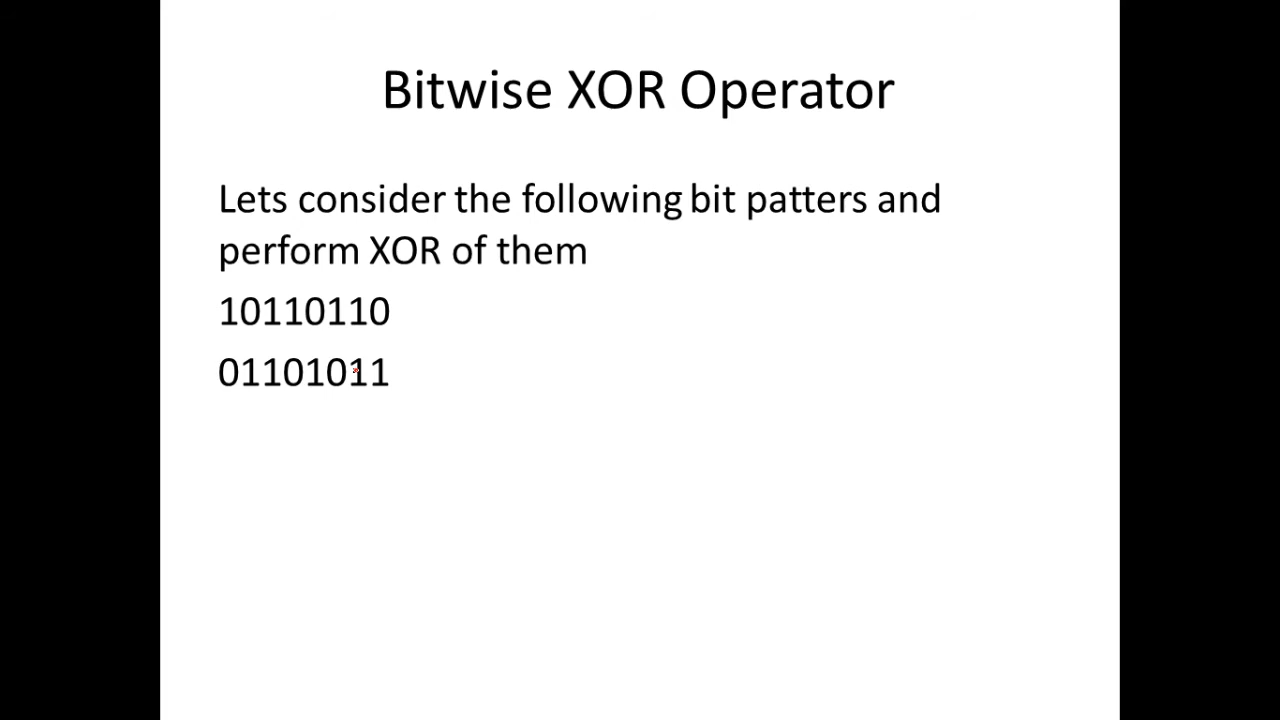 Bitwise XOR Operator
Lets consider the following bit patters and
perform XOR of them
10110110
01101011